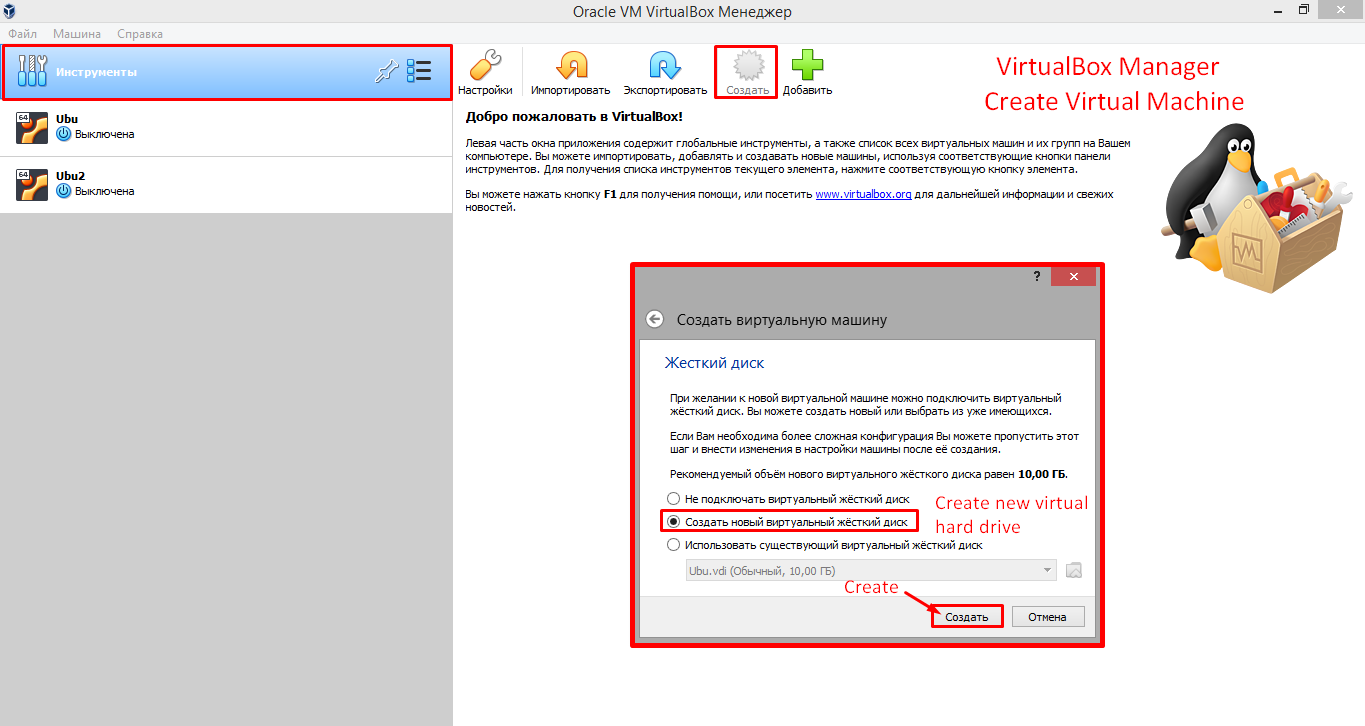 Oracle VM VirtualBox Менеджер
Файл Машина Справка
Инструменты
Настройки Импортировать Экспортировать Создать Добавить
VirtualBox Manager
Create Virtual Machine
64
Ubu
Выключена
64
Ubu2
Выключена
Добро пожаловать в VirtualBox!
Левая часть окна приложения содержит глобальные инструменты, а также список всех виртуальных машин и их групп на Вашем
компьютере. Вы можете импортировать, добавлять и создавать новые машины, используя соответствующие кнопки панели
инструментов. Для получения списка инструментов текущего элемента, нажмите соответствующую кнопку элемента.
Вы можете нажать кнопку F1 для получения помощи, или посетить www.virtualbox.org для дальнейшей информации и свежих
новостей.
?
Создать виртуальную машину
Жесткий диск
При желании к новой виртуальной машине можно подключить виртуальный
жёсткий диск. Вы можете создать новый или выбрать из уже имеющихся.
Если Вам необходима более сложная конфигурация Вы можете пропустить этот
шаг и внести изменения в настройки машины после её создания.
Рекомендуемый объём нового виртуального жёсткого диска равен 10,00 ГБ.
Не подключать виртуальный жёсткий диск
Создать новый виртуальный жёсткий диск
Create new virtual
hard drive
Использовать существующий виртуальный жёсткий диск
Ubu.vdi (Обычный, 10,00 ГБ)
Create
Создать Отмена